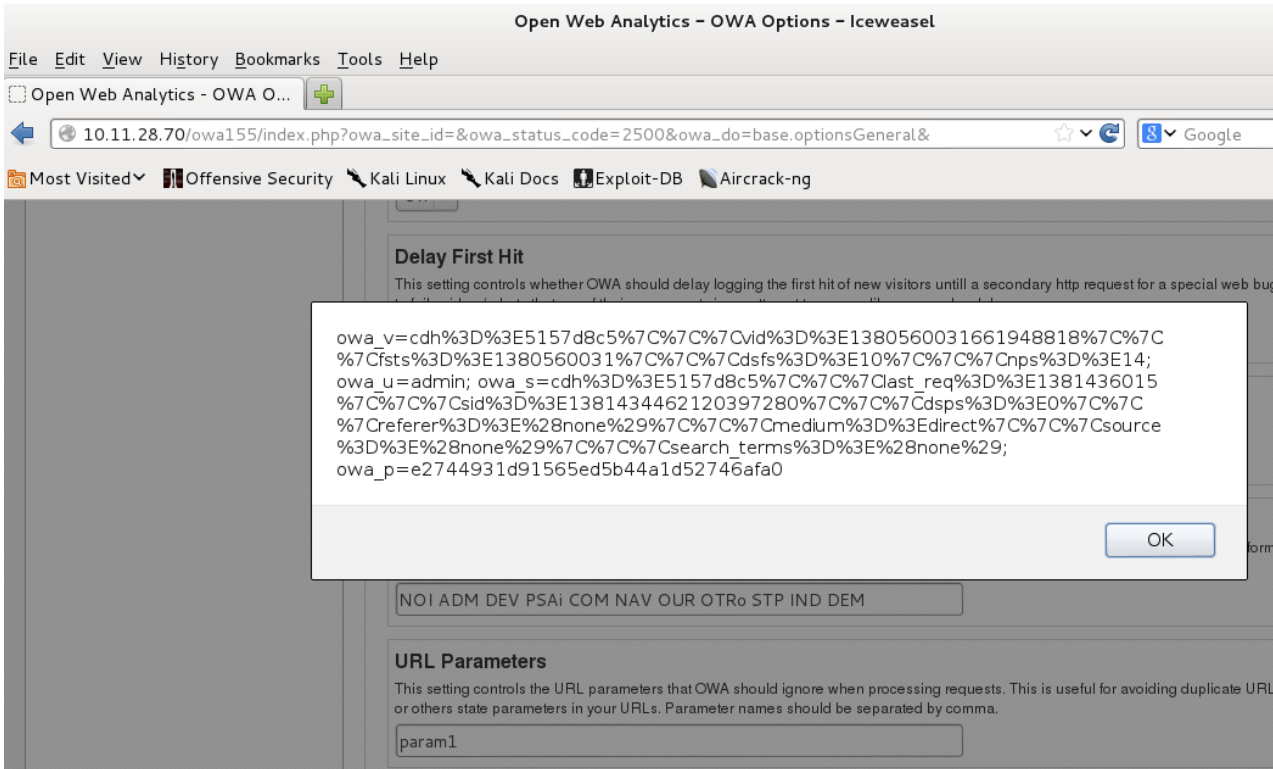 Open Web Analytics - OWA Options - Iceweasel
File Edit View History Bookmarks Tools Help
Open Web Analytics - OWA O...
10.11.28.70/owa155/index.php?owa_site_id=&owa_status_code=2500&owa_do=base.optionsGeneral&
Google
Most Visited Offensive Security Kali Linux Kali Docs Exploit-DB Aircrack-ng
Delay First Hit
This setting controls whether OWA should delay logging the first hit of new visitors untill a secondary http request for a special web bug
owa_v=cdh%3D%3E5157d8c5%7C%7C%7Cvid%3D%3E1380560031661948818%7C%7C
%7Cfsts%3D%3E1380560031%7C%7C%7Cdsfs%3D%3E10%7C%7C%7Cnps%3D%3E14;
owa_u=admin; owa_s=cdh%3D%3E5157d8c5%7C%7C%7Clast_req%3D%3E1381436015
%7C%7C%7Csid%3D%3E1381434462120397280%7C%7C%7Cdsps%3D%3E0%7C%7C
%7Creferer%3D%3E%28none%29%7C%7C%7Cmedium%3D%3Edirect%7C%7C%7Csource
%3D%3E%28none%29%7C%7C%7Csearch_terms%3D%3E%28none%29;
owa_p=e2744931d91565ed5b44a1d52746afa0
OK
form
NOI ADM DEV PSAi COM NAV OUR OTRo STP IND DEM
URL Parameters
This setting controls the URL parameters that OWA should ignore when processing requests. This is useful for avoiding duplicate URL
or others state parameters in your URLs. Parameter names should be separated by comma.
param1